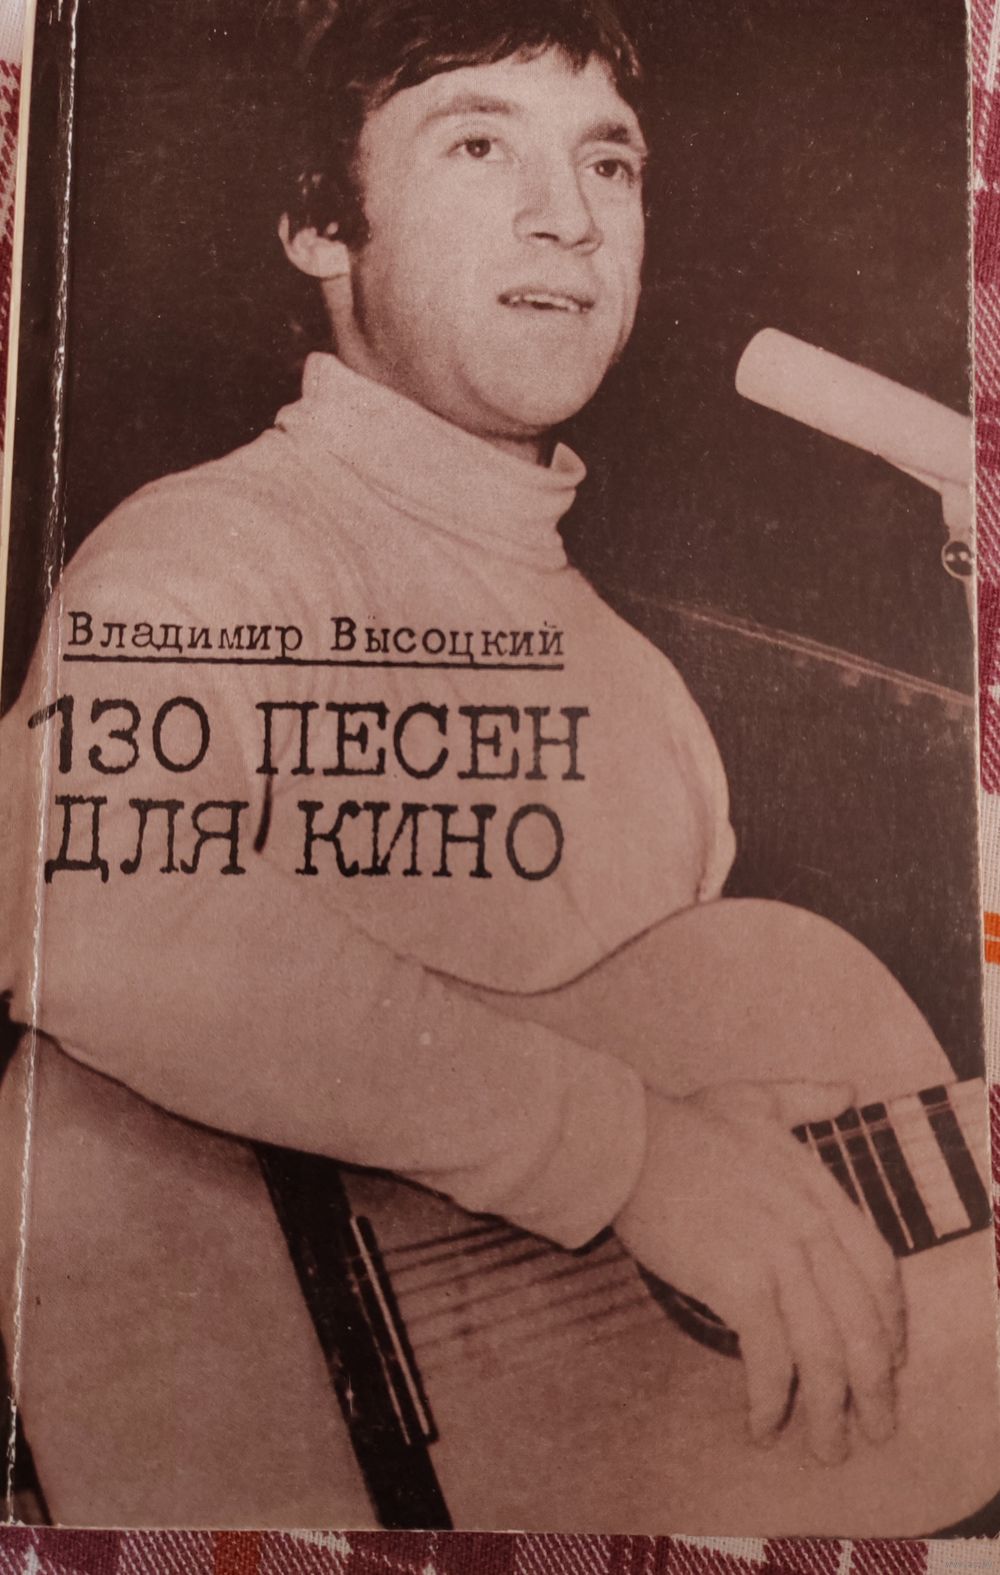 Владимир Высоцкий
130 ПЕСЕН
ДЛЯ КИНО